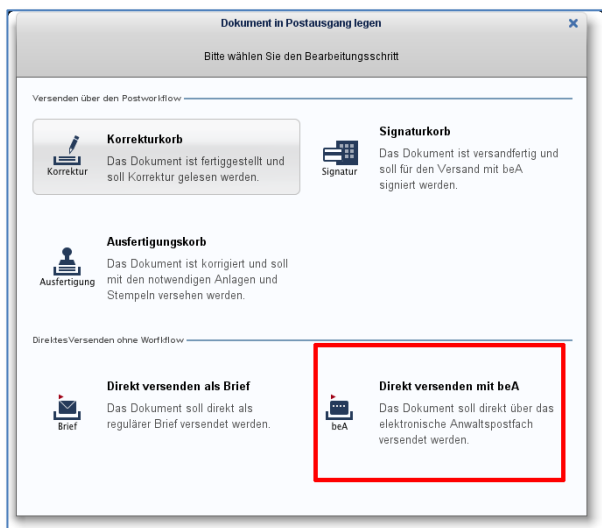 Dokument in Postausgang legen
Bitte wählen Sie den Bearbeitungsschritt
Versenden über den Postworkflow
Korrekturkorb
Das Dokument ist fertiggestellt und
soll Korrektur gelesen werden.
Korrektur
Signaturkorb
Das Dokument ist versandfertig und
soll für den Versand mit beA
signiert werden.
Signatur
Ausfertigungskorb
Das Dokument ist korrigiert und soll
mit den notwendigen Anlagen und
Stempeln versehen werden.
Ausfertigung
Direktes Versenden ohne Worfklfow
Direkt versenden als Brief
Das Dokument soll direkt als
regulärer Brief versendet werden.
Brief
Direkt versenden mit beA
Das Dokument soll direkt über das
elektronische Anwaltspostfach
versendet werden.
beA